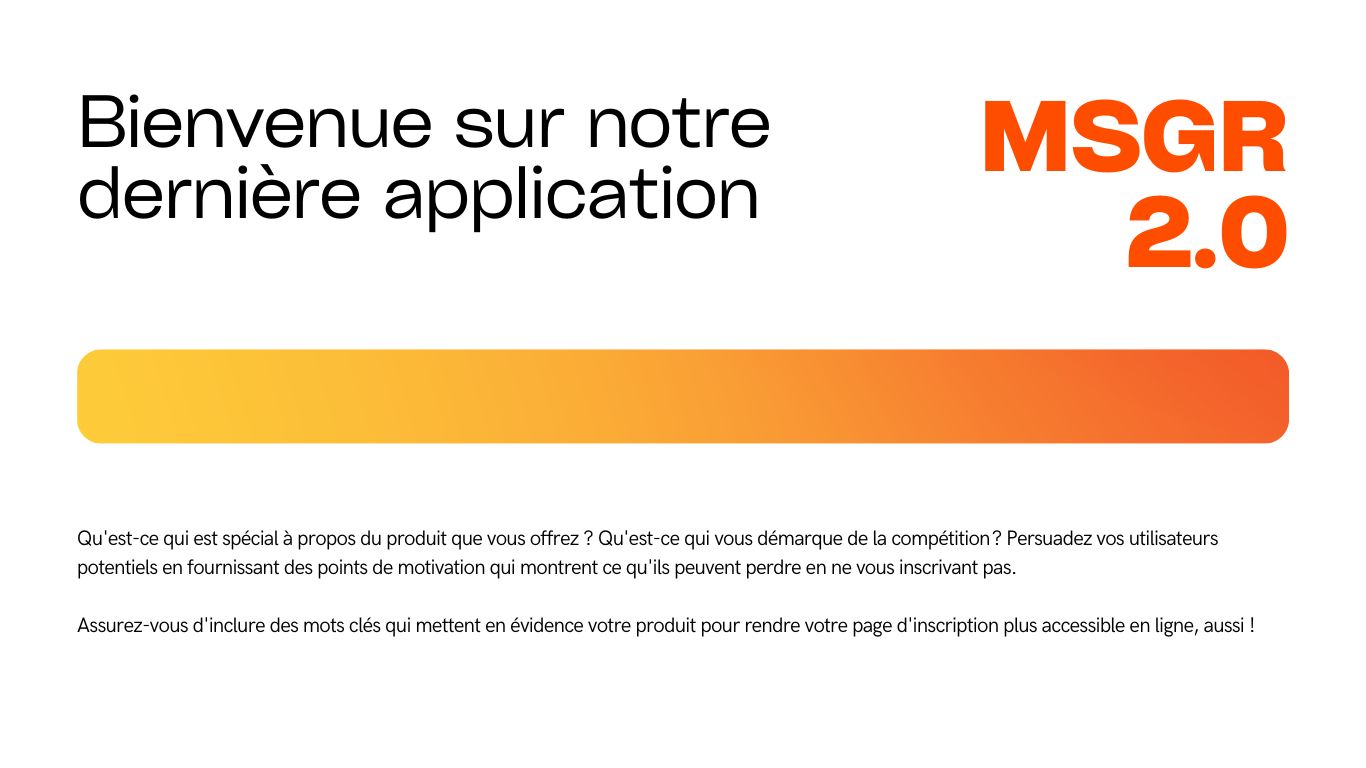 Bienvenue sur notre
dernière application
MSGR
2.0
Qu'est-ce qui est spécial à propos du produit que vous offrez ? Qu'est-ce qui vous démarque de la compétition? Persuadez vos utilisateurs
potentiels en fournissant des points de motivation qui montrent ce qu'ils peuvent perdre en ne vous inscrivant pas.
Assurez-vous d'inclure des mots clés qui mettent en évidence votre produit pour rendre votre page d'inscription plus accessible en ligne, aussi !